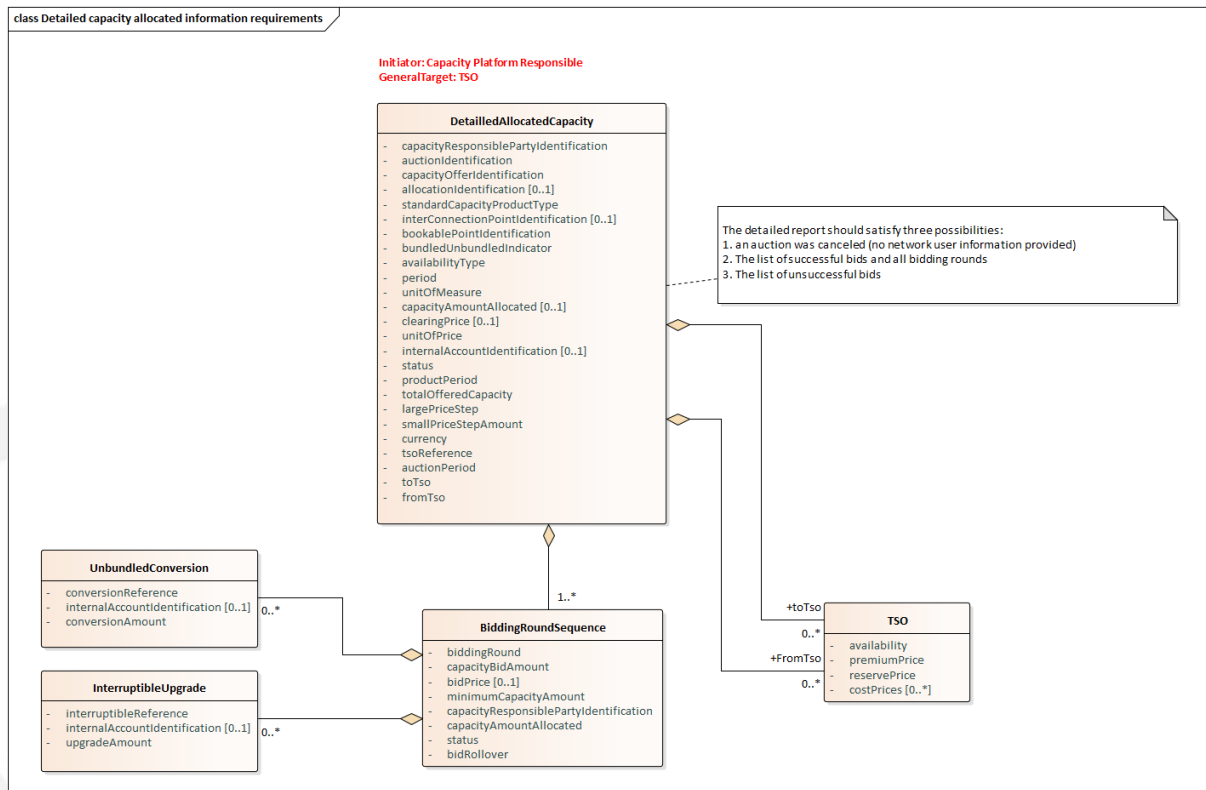 class Detailed capacity allocated information requirements
Initiator: Capacity Platform Responsible
GeneralTarget: TSO
DetailledAllocatedCapacity
- capacityResponsiblePartyIdentification
- auctionIdentification
- capacityOfferIdentification
- allocationIdentification [0..1]
- standardCapacityProductType
- interConnectionPointIdentification [0..1]
- bookablePointIdentification
- bundledUnbundledIndicator
- availabilityType
- period
- unitOfMeasure
- capacityAmountAllocated [0..1]
- clearingPrice [0..1]
- unitOfPrice
- internalAccountIdentification [0..1]
- status
- productPeriod
- totalOfferedCapacity
- largePriceStep
- smallPriceStepAmount
- currency
- tsoReference
- auctionPeriod
- toTso
- fromTso
The detailed report should satisfy three possibilities:
1. an auction was canceled (no network user information provided)
2. The list of successful bids and all bidding rounds
3. The list of unsuccessful bids
UnbundledConversion
- conversionReference
- internalAccountIdentification [0..1]
- conversionAmount
0..*
InterruptibleUpgrade
- interruptibleReference
- internalAccountIdentification [0..1]
- upgradeAmount
0..*
1..*
BiddingRoundSequence
- biddingRound
- capacityBidAmount
- bidPrice [0..1]
- minimumCapacityAmount
- capacityResponsiblePartyIdentification
- capacityAmountAllocated
- status
- bidRollover
+toTso
0..*
+FromTso
0..*
TSO
- availability
- premiumPrice
- reservePrice
- costPrices [0..*]